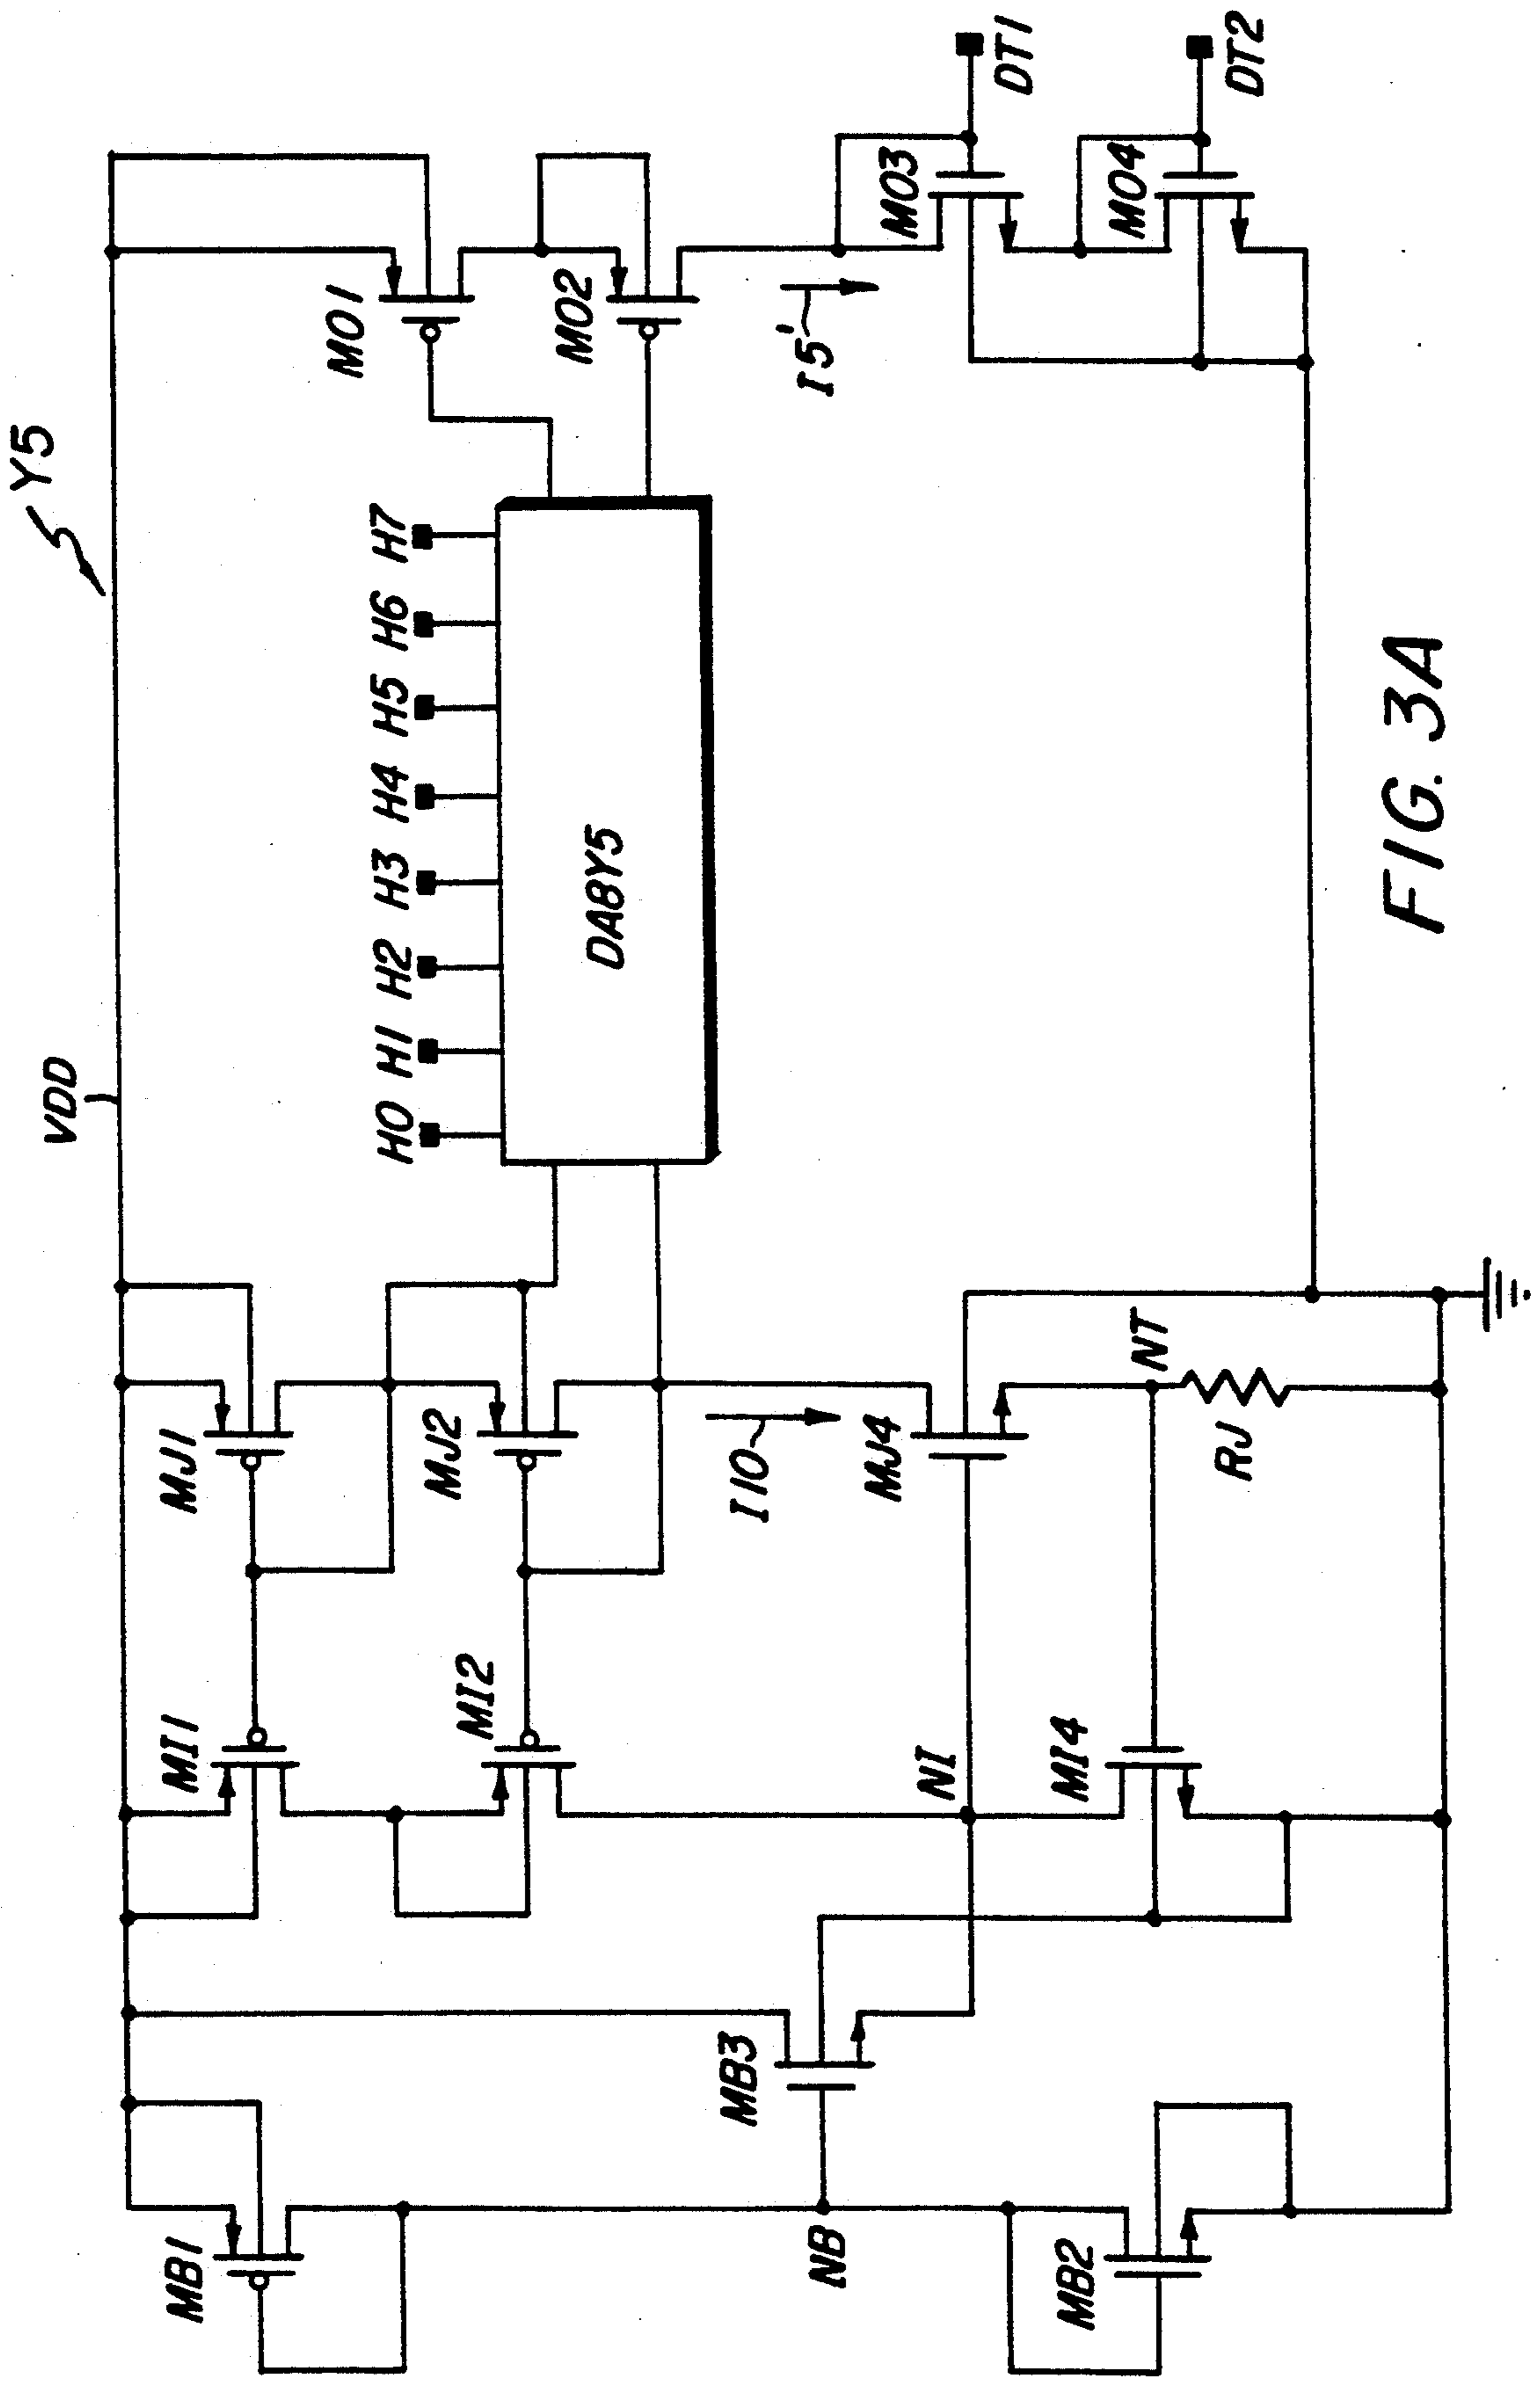 Y5
VDD
H0 H1 H2 H3 H4 H5 H6 H7
DA8Y5
MB1
MI1
MJ1
MO1
MI2
MJ2
MO2
I10
I5'
MB3
NB
NI
MJ4
MO3
DT1
MB2
MI4
NT
RJ
MO4
DT2
FIG. 3A